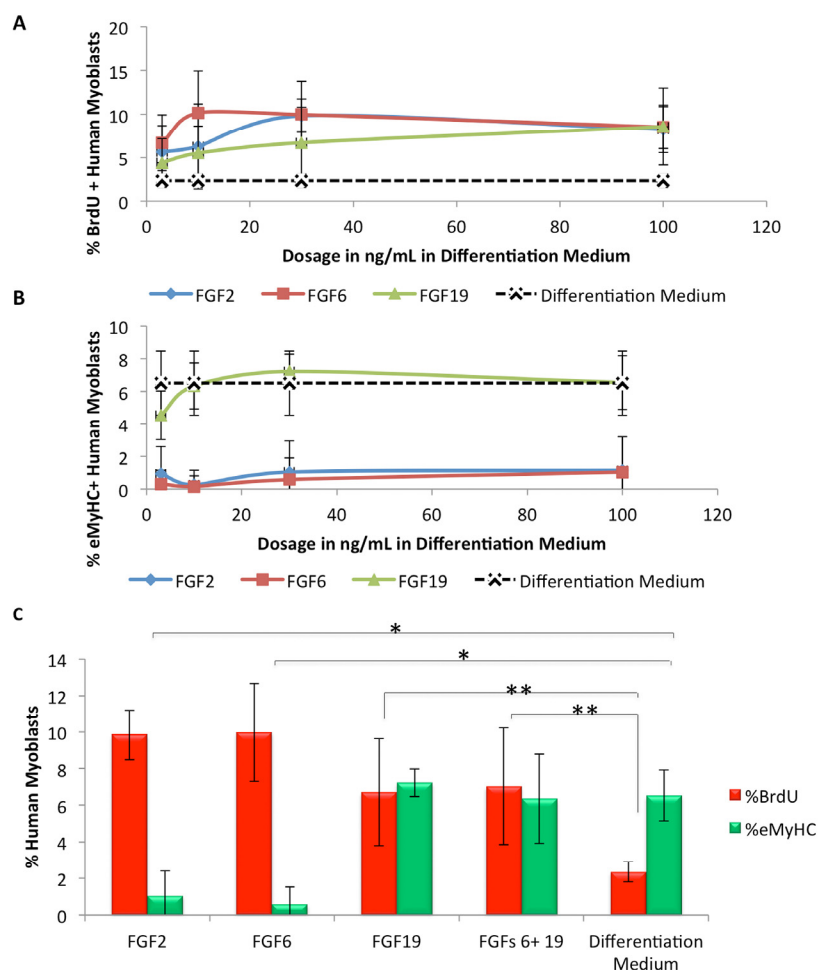 A
% BrdU + Human Myoblasts
20
15
10
5
0
0 20 40 60 80 100 120
Dosage in ng/mL in Differentiation Medium
FGF2 FGF6 FGF19 Differentiation Medium
B
% eMyHC+ Human Myoblasts
10
8
6
4
2
0
0 20 40 60 80 100 120
Dosage in ng/mL in Differentiation Medium
FGF2 FGF6 FGF19 Differentiation Medium
C
*
*
**
**
% Human Myoblasts
14
12
10
8
6
4
2
0
%BrdU
%eMyHC
FGF2 FGF6 FGF19 FGFs 6+ 19 Differentiation
Medium